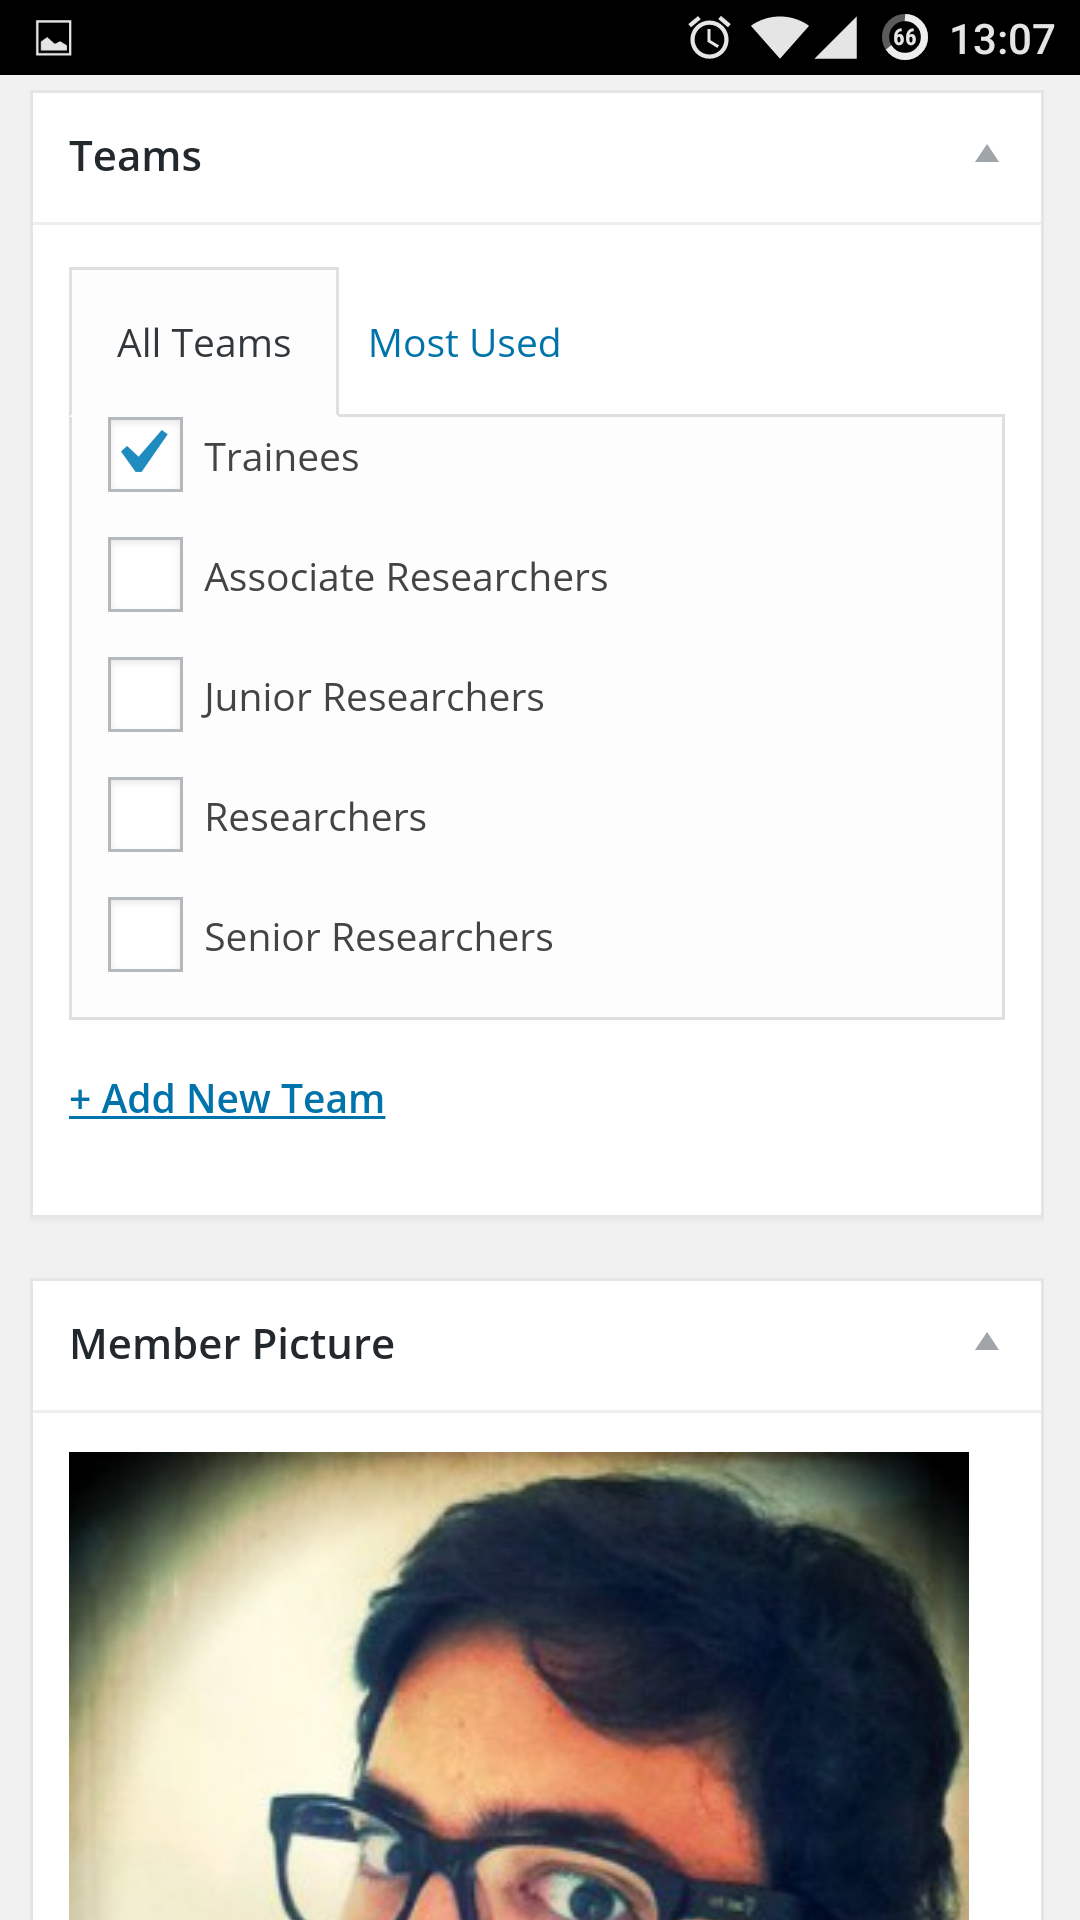 66 13:07
Teams
All Teams Most Used
Trainees
Associate Researchers
Junior Researchers
Researchers
Senior Researchers
+ Add New Team
Member Picture